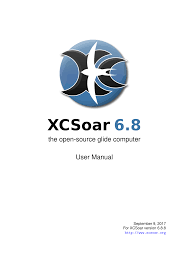 XCSoar 6.8
the open-source glide computer
User Manual
September 9, 2017
For XCSoar version 6.8.8
http://www.xcsoar.org